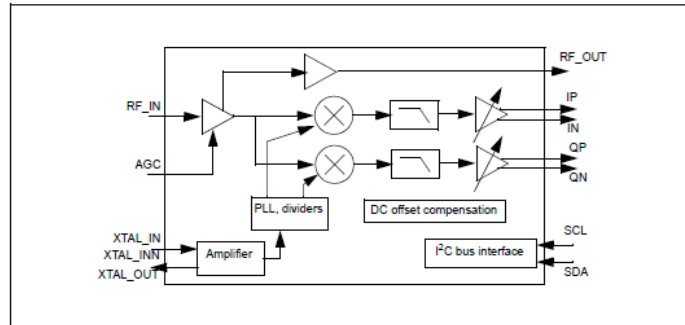 RF_OUT
RF_IN
IP
IN
AGC
QP
QN
PLL, dividers
DC offset compensation
XTAL_IN
XTAL_INN
XTAL_OUT
Amplifier
SCL
I²C bus interface
SDA